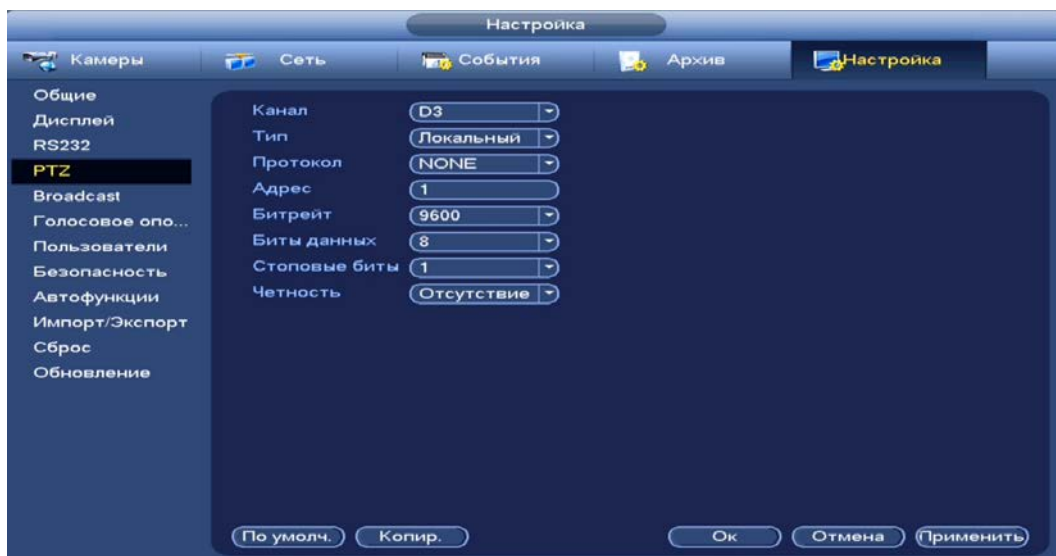 Настройка
Камеры Сеть События Архив Настройка
Общие
Дисплей
RS232
PTZ
Broadcast
Голосовое опо...
Пользователи
Безопасность
Автофункции
Импорт/Экспорт
Сброс
Обновление
Канал D3
Тип Локальный
Протокол NONE
Адрес 1
Битрейт 9600
Биты данных 8
Стоповые биты 1
Четность Отсутствие
По умолч. Копир. Ок Отмена Применить